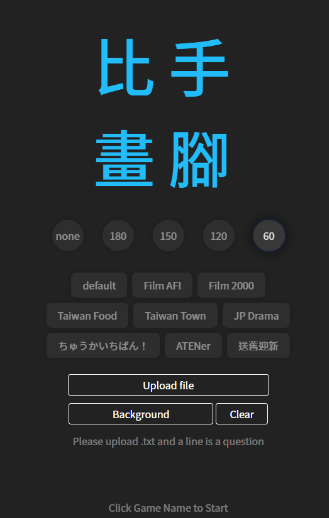 比手
畫腳
none 180 150 120 60
default Film AFI Film 2000
Taiwan Food Taiwan Town JP Drama
ちゅうかいちばん！ ATENer 送舊迎新
Upload file
Background Clear
Please upload .txt and a line is a question
Click Game Name to Start